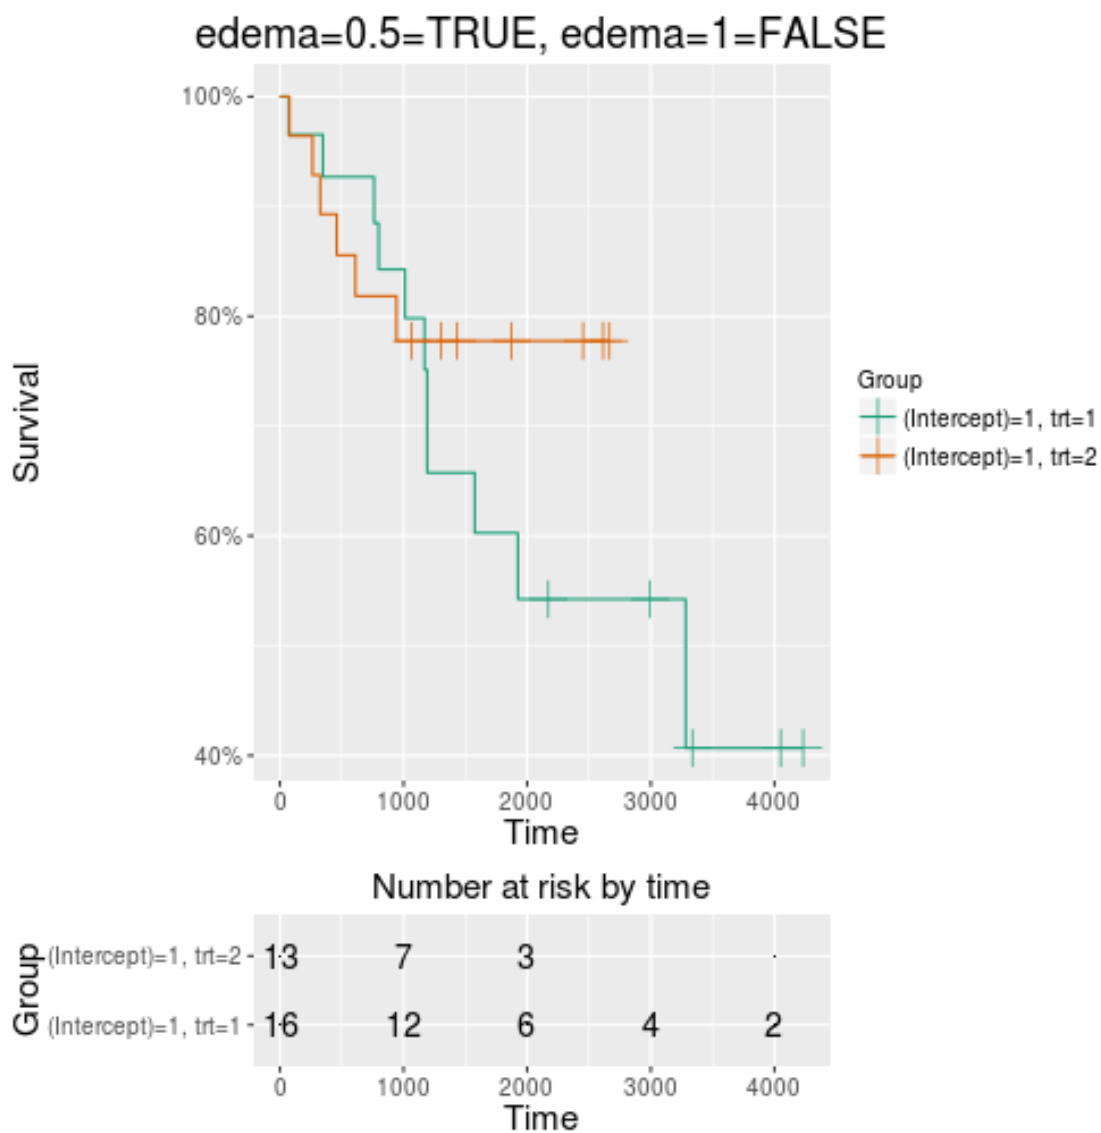 edema=0.5=TRUE, edema=1=FALSE
Survival
100%
80%
60%
40%
0 1000 2000 3000 4000
Time
Group
(Intercept)=1, trt=1
(Intercept)=1, trt=2
Number at risk by time
Group
(Intercept)=1, trt=2 13 7 3
(Intercept)=1, trt=1 16 12 6 4 2
0 1000 2000 3000 4000
Time